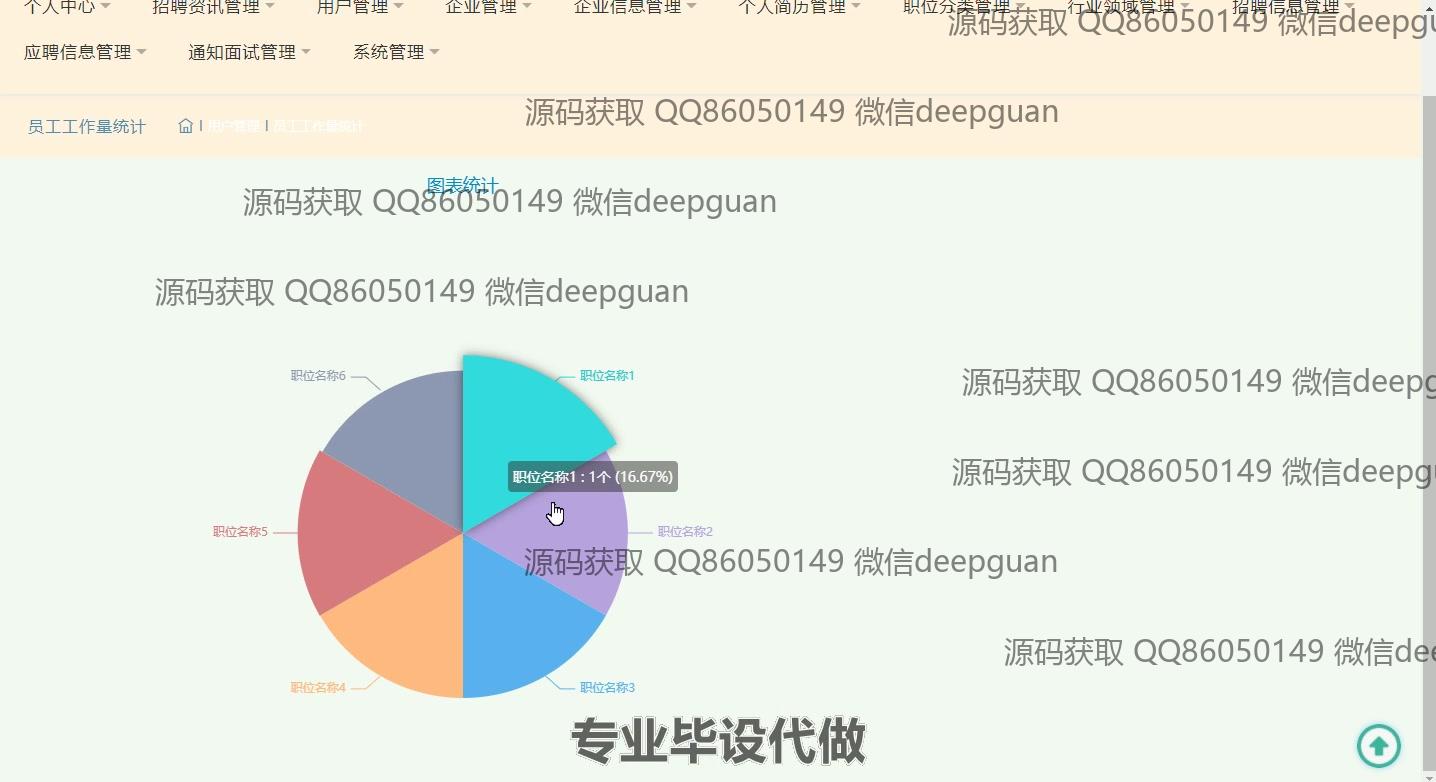 个人中心 招聘资讯管理 用户管理 企业管理 企业信息管理 个人简历管理 职位分类管理 行业领域管理 招聘信息管理
源码获取 QQ86050149 微信deepgu
应聘信息管理 通知面试管理 系统管理
源码获取 QQ86050149 微信deepguan
员工工作量统计 | 用户管理 | 员工工作量统计
图表统计
源码获取 QQ86050149 微信deepguan
源码获取 QQ86050149 微信deepguan
职位名称6 职位名称1
源码获取 QQ86050149 微信deepg
职位名称1 : 1个 (16.67%)
源码获取 QQ86050149 微信deepgu
职位名称5 职位名称2
源码获取 QQ86050149 微信deepguan
源码获取 QQ86050149 微信dee
职位名称4 职位名称3
专业毕设代做